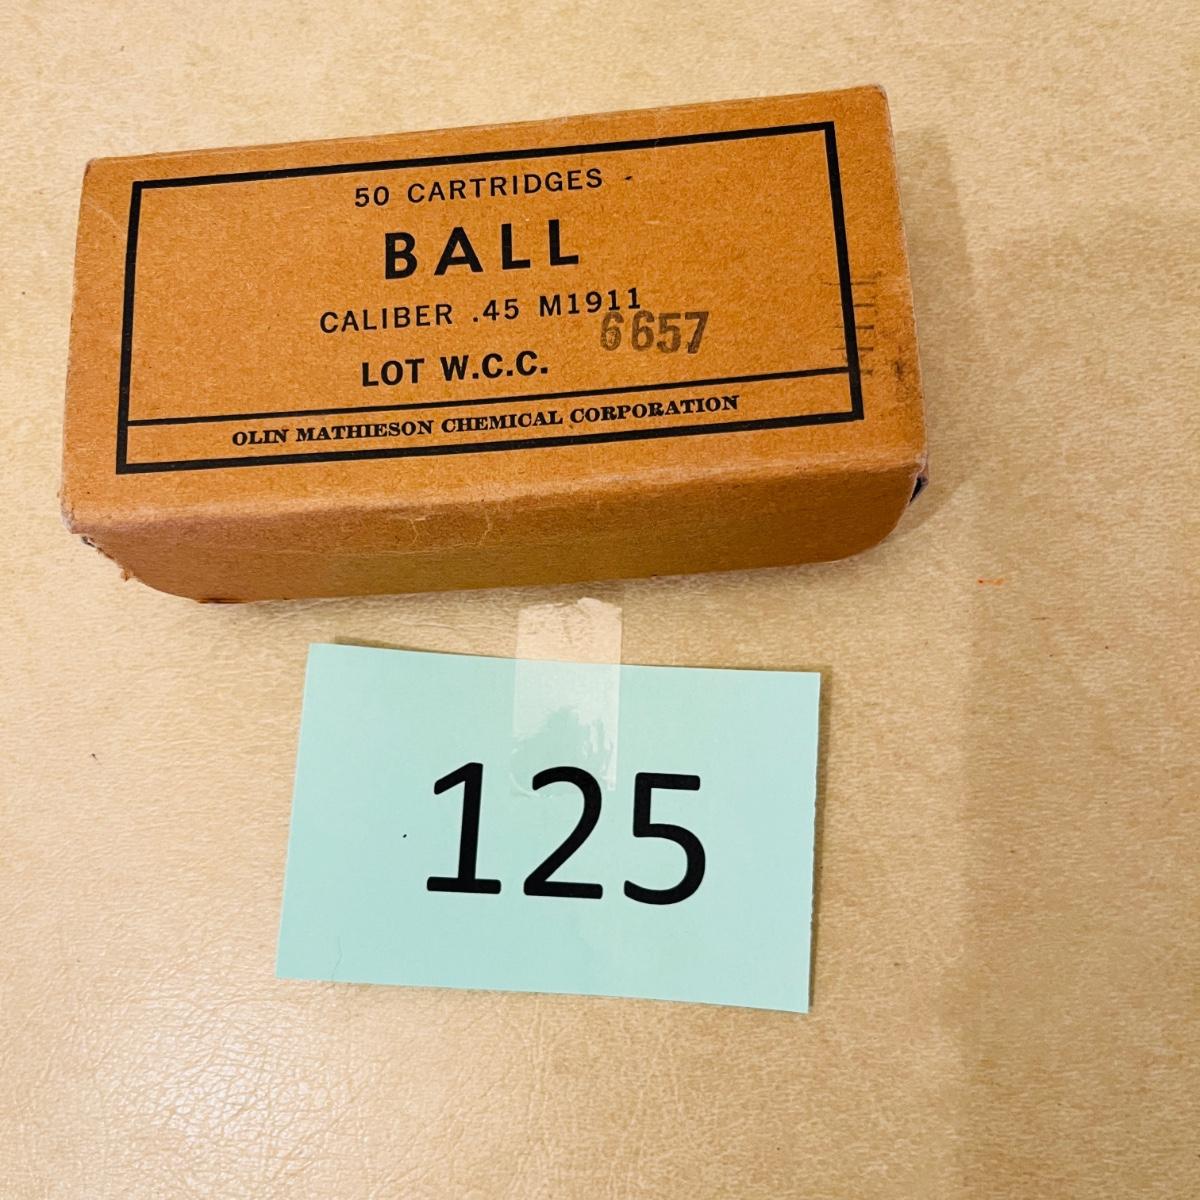 50 CARTRIDGES
BALL
CALIBER .45 M1911
LOT W.C.C. 6657
OLIN MATHIESON CHEMICAL CORPORATION
125